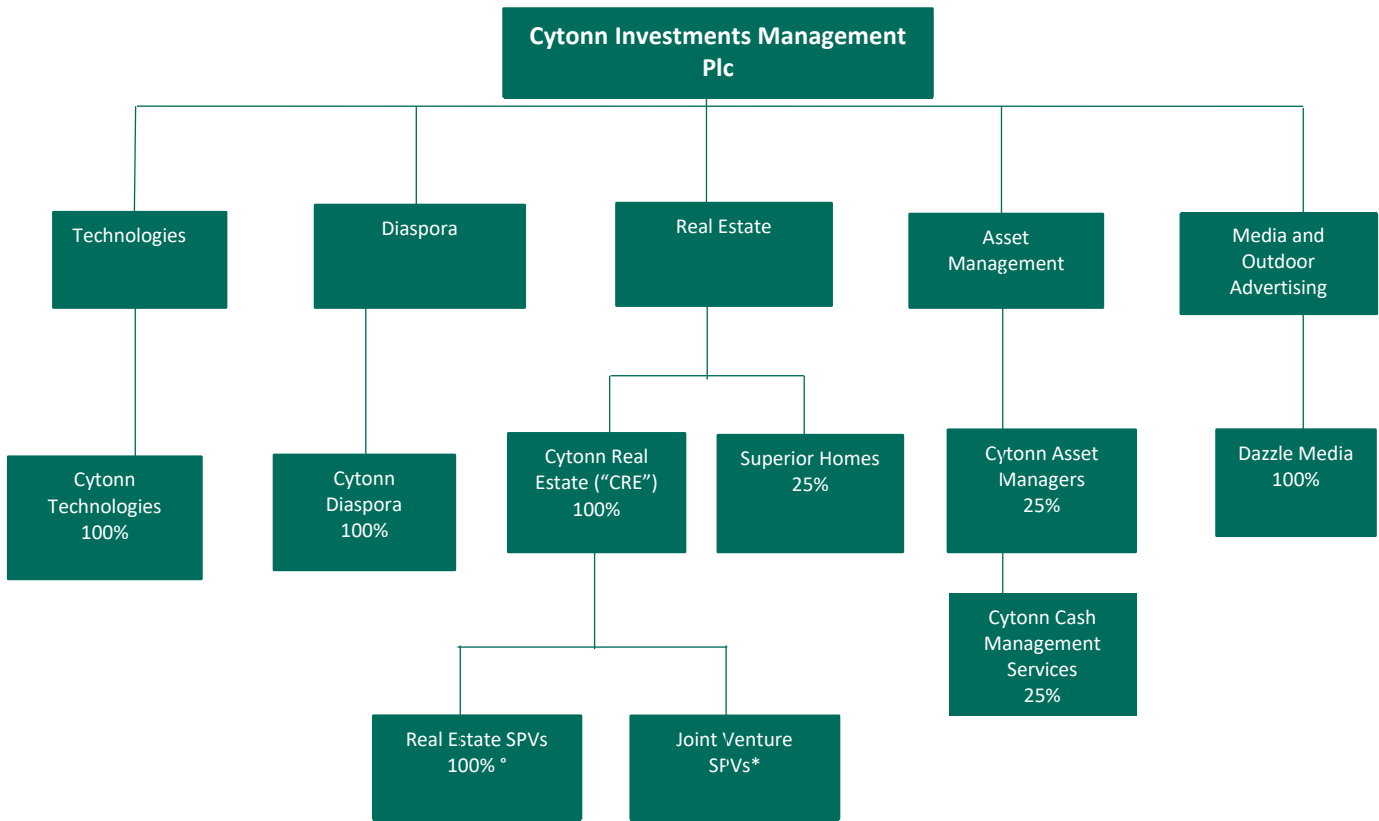 Cytonn Investments Management
Plc
Technologies
Diaspora
Real Estate
Asset
Management
Media and
Outdoor
Advertising
Cytonn
Technologies
100%
Cytonn
Diaspora
100%
Cytonn Real
Estate (“CRE”)
100%
Superior Homes
25%
Cytonn Asset
Managers
25%
Dazzle Media
100%
Cytonn Cash
Management
Services
25%
Real Estate SPVs
100% °
Joint Venture
SPVs*